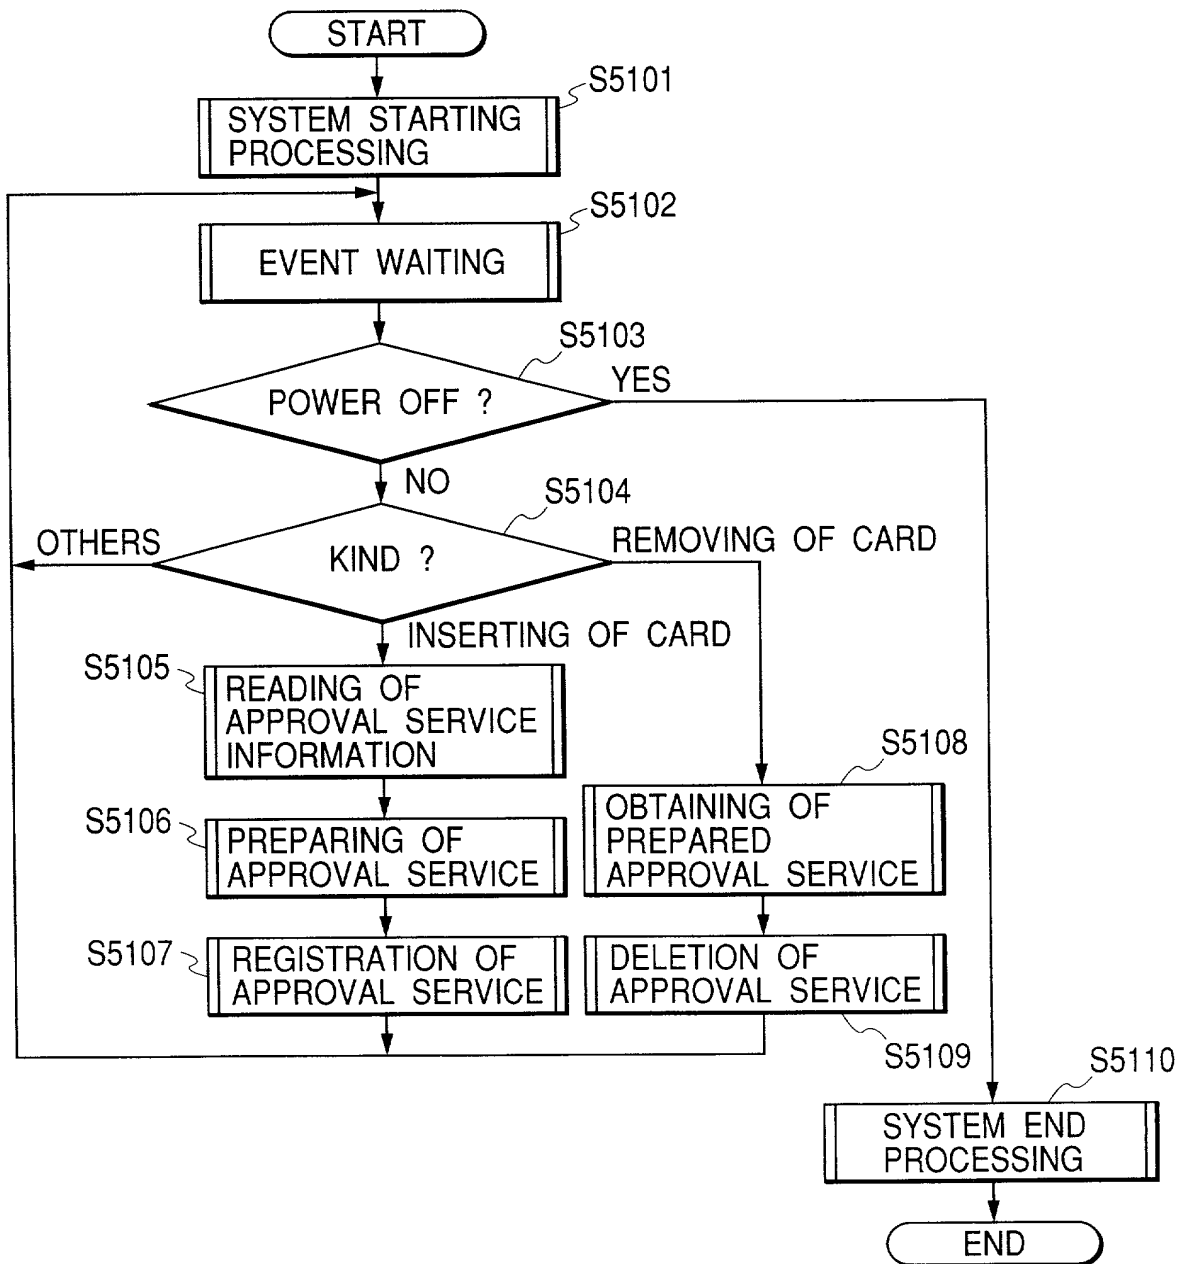 START
S5101
SYSTEM STARTING
PROCESSING
S5102
EVENT WAITING
S5103
POWER OFF ?
YES
NO
S5104
KIND ?
OTHERS
REMOVING OF CARD
INSERTING OF CARD
S5105
READING OF
APPROVAL SERVICE
INFORMATION
S5106
PREPARING OF
APPROVAL SERVICE
S5107
REGISTRATION OF
APPROVAL SERVICE
S5108
OBTAINING OF
PREPARED
APPROVAL SERVICE
DELETION OF
APPROVAL SERVICE
S5109
S5110
SYSTEM END
PROCESSING
END